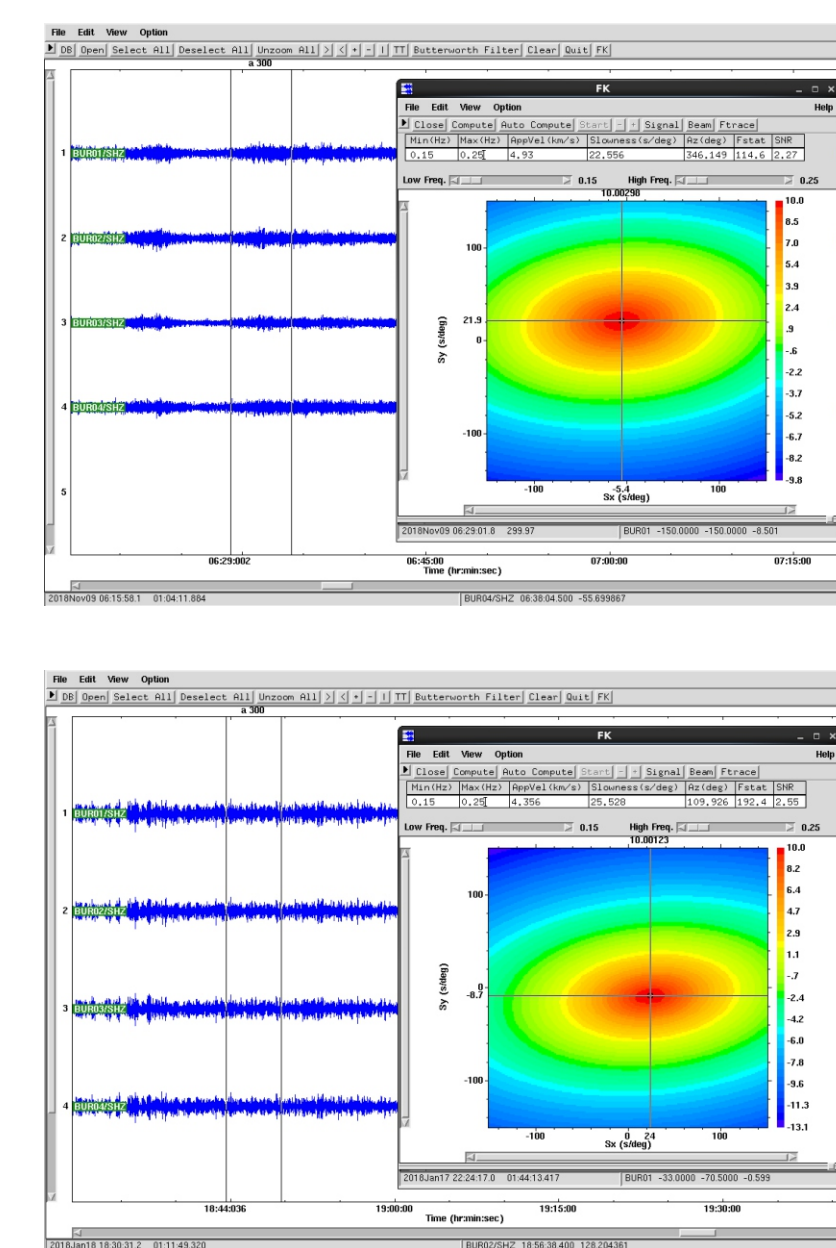 File Edit View Option
DB Open Select All Deselect All Unzoom All > < + - | TT Butterworth Filter Clear Quit FK
a 300
FK
File Edit View Option Help
Close Compute Auto Compute Start - + Signal Beam Ftrace
Min(Hz) Max(Hz) AppVel(km/s) Slowness(s/deg) Az(deg) Fstat SNR
0.15 0.25 4.93 22.556 346.149 114.6 2.27
Low Freq. 0.15 High Freq. 0.25
10.00298
1 BUR01/SHZ
2 BUR02/SHZ
3 BUR03/SHZ
4 BUR04/SHZ
5
100
21.9
0
-100
Sy (s/deg)
-100 -5.4 100
Sx (s/deg)
10.0
8.5
7.0
5.4
3.9
2.4
.9
-.6
-2.2
-3.7
-5.2
-6.7
-8.2
-9.8
2018Nov09 06:29:01.8 299.97 BUR01 -150.0000 -150.0000 -8.501
06:29:002 06:45:00 07:00:00 07:15:00
Time (hr:min:sec)
2018Nov09 06:15:58.1 01:04:11.884 BUR04/SHZ 06:38:04.500 -55.699867
File Edit View Option
DB Open Select All Deselect All Unzoom All > < + - | TT Butterworth Filter Clear Quit FK
a 300
FK
File Edit View Option Help
Close Compute Auto Compute Start - + Signal Beam Ftrace
Min(Hz) Max(Hz) AppVel(km/s) Slowness(s/deg) Az(deg) Fstat SNR
0.15 0.25 4.356 25.528 109.926 192.4 2.55
Low Freq. 0.15 High Freq. 0.25
10.00123
1 BUR01/SHZ
2 BUR02/SHZ
3 BUR03/SHZ
4 BUR04/SHZ
100
0
-8.7
-100
Sy (s/deg)
-100 0 24 100
Sx (s/deg)
10.0
8.2
6.4
4.7
2.9
1.1
-.7
-2.4
-4.2
-6.0
-7.8
-9.6
-11.3
-13.1
2018Jan17 22:24:17.0 01:44:13.417 BUR01 -33.0000 -70.5000 -0.599
18:44:036 19:00:00 19:15:00 19:30:00
Time (hr:min:sec)
2018Jan18 18:30:31.2 01:11:49.320 BUR02/SHZ 18:56:38.400 128.204361